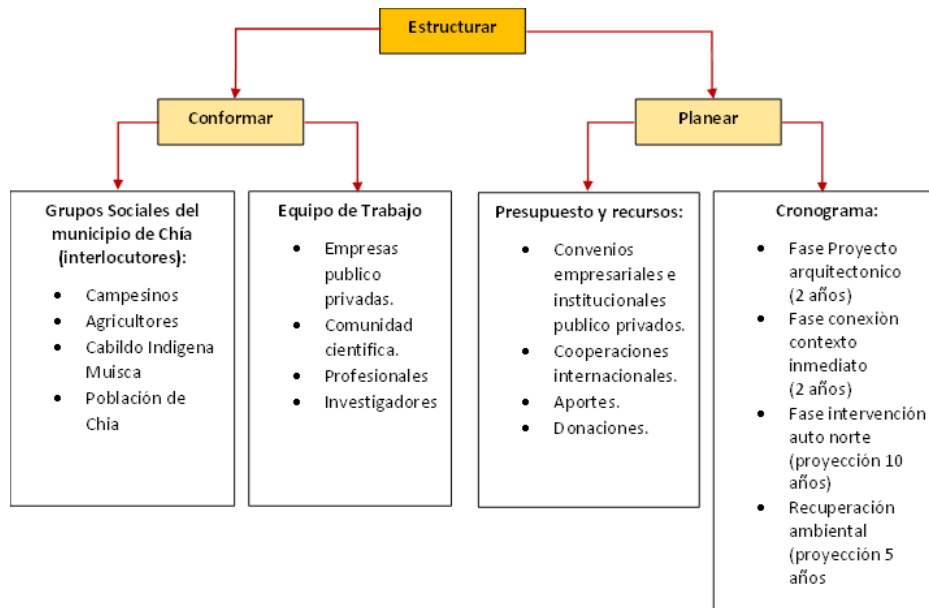 Estructurar
Conformar
Planear
Grupos Sociales del
municipio de Chía
(interlocutores):
• Campesinos
• Agricultores
• Cabildo Indigena
Muisca
• Población de
Chia
Equipo de Trabajo
• Empresas
publico
privadas.
• Comunidad
cientifica.
• Profesionales
• Investigadores
Presupuesto y recursos:
• Convenios
empresariales e
institucionales
publico privados.
• Cooperaciones
internacionales.
• Aportes.
• Donaciones.
Cronograma:
• Fase Proyecto
arquitectonico
(2 años)
• Fase conexiòn
contexto
inmediato
(2 años)
• Fase intervención
auto norte
(proyección 10
años)
• Recuperación
ambiental
(proyección 5
años